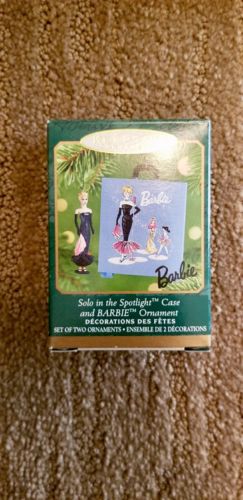 Barbie
Barbie
Solo in the Spotlight™ Case
and BARBIE™ Ornament
DÉCORATIONS DES FÊTES
SET OF TWO ORNAMENTS • ENSEMBLE DE 2 DÉCORATIONS